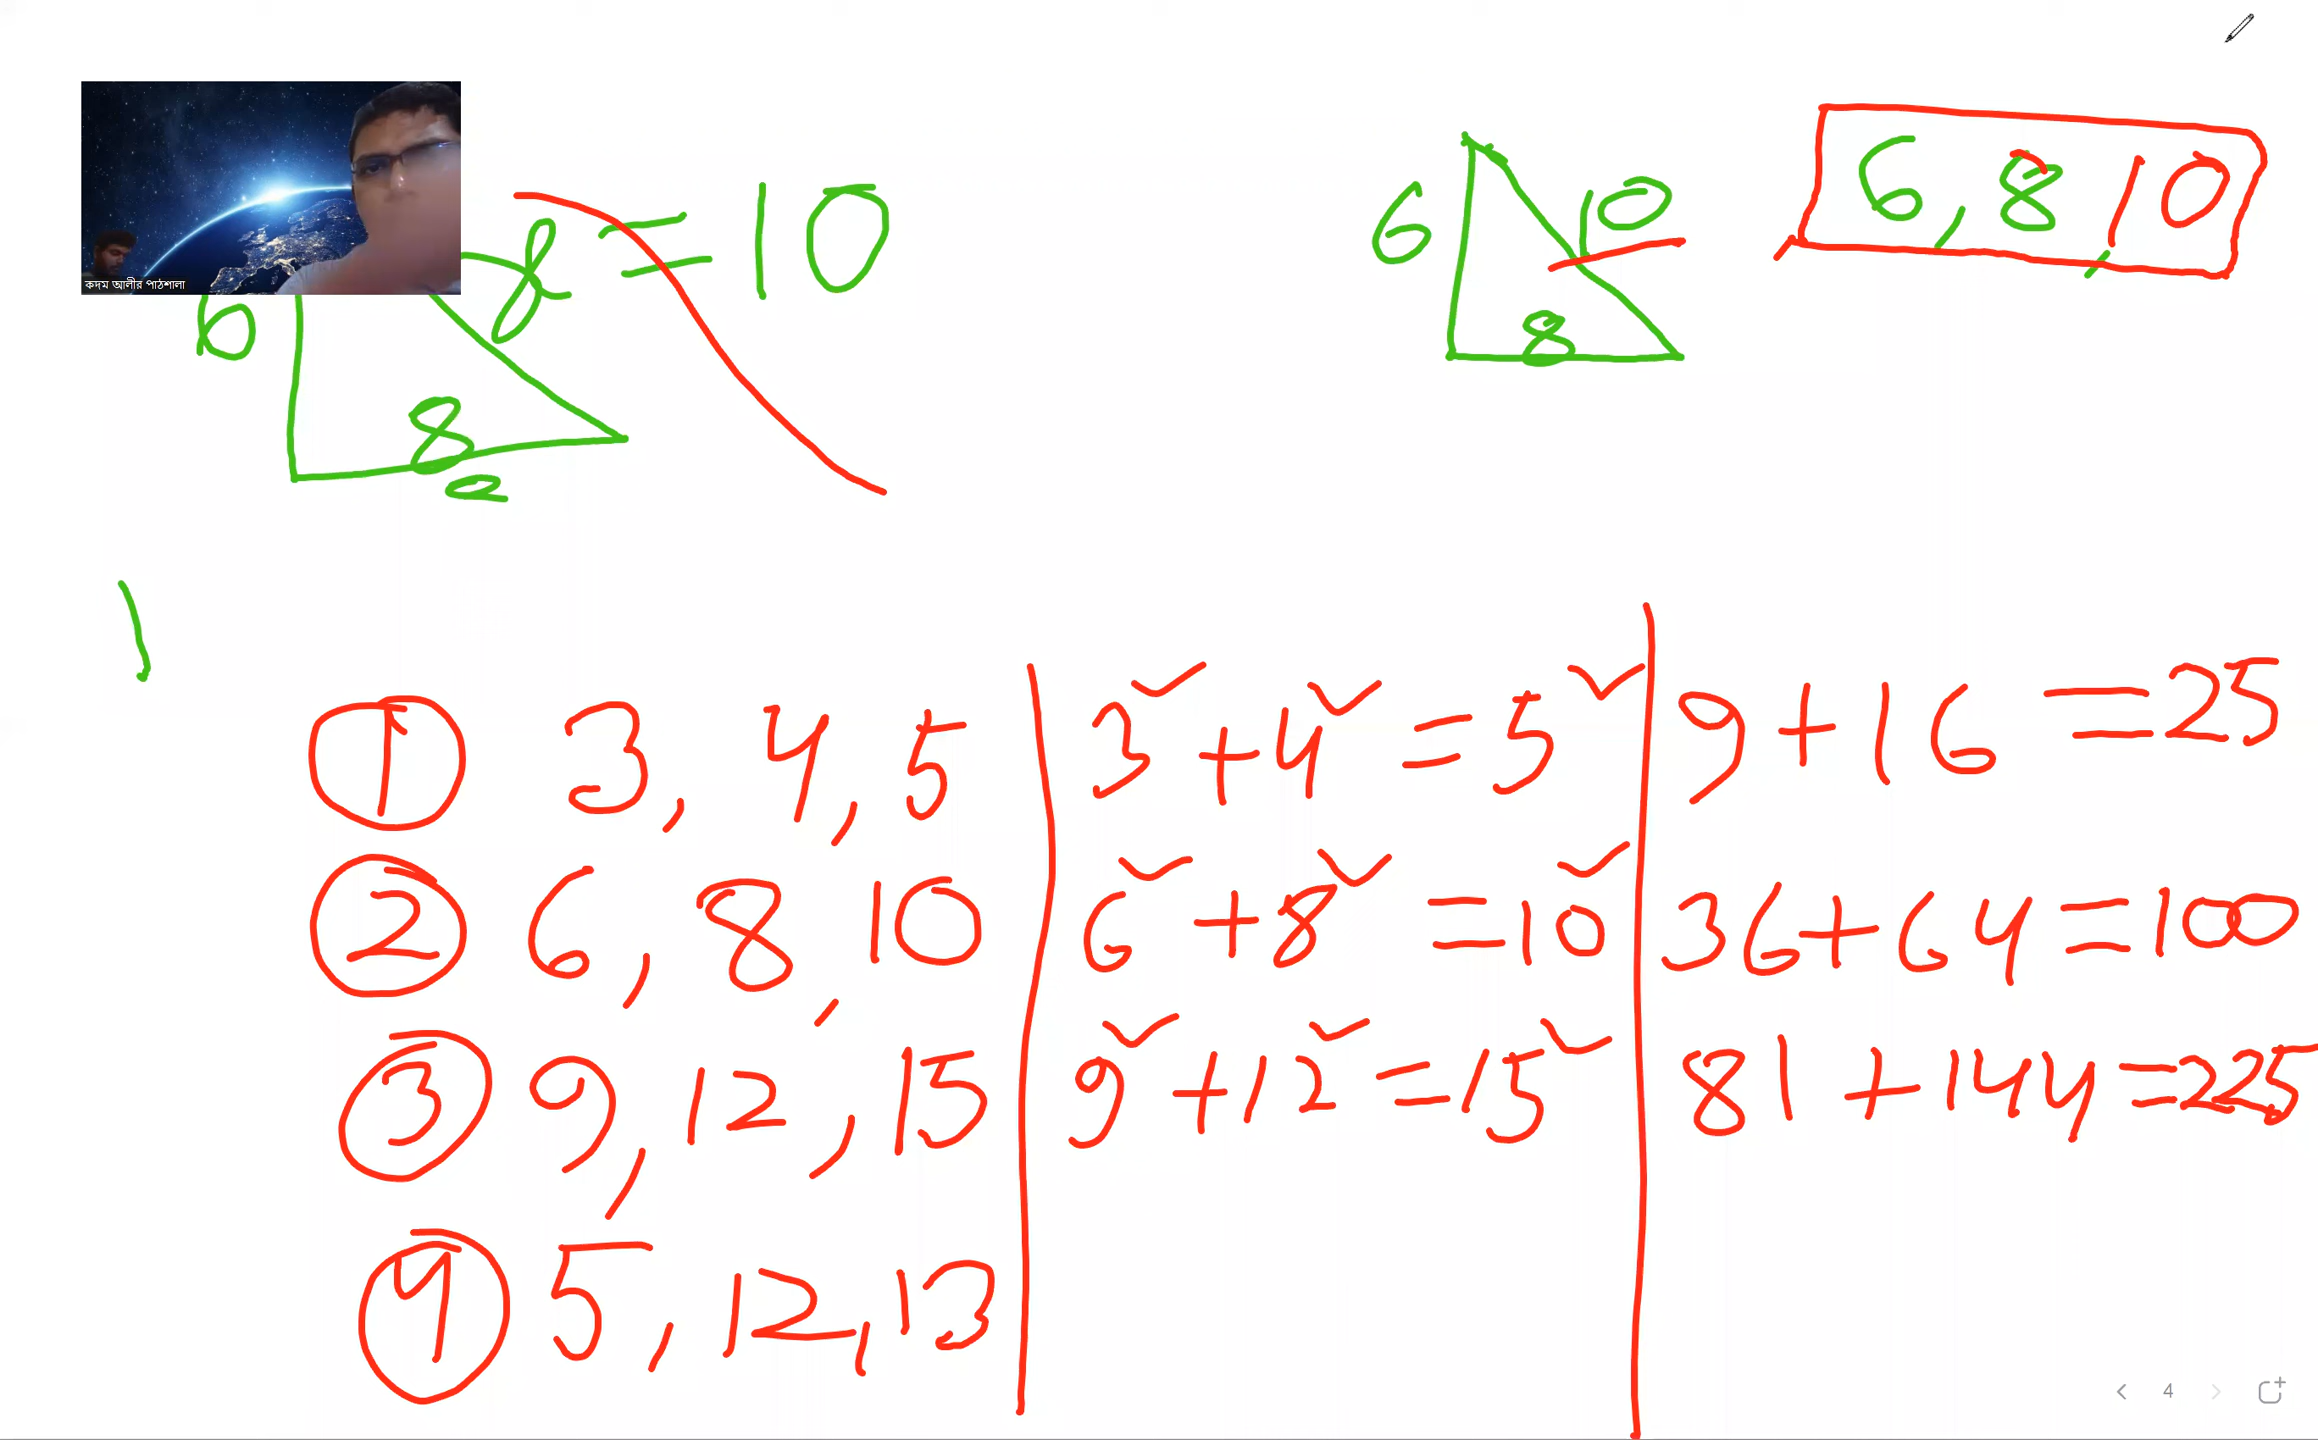 কদম আলীর পাঠশালা
= 10
6
8
a
6
10
8
6, 8, 10
1 3, 4, 5 3² + 4² = 5² 9 + 16 = 25
2 6, 8, 10 6² + 8² = 10² 36 + 64 = 100
3 9, 12, 15 9² + 12² = 15² 81 + 144 = 225
4 5, 12, 13
4